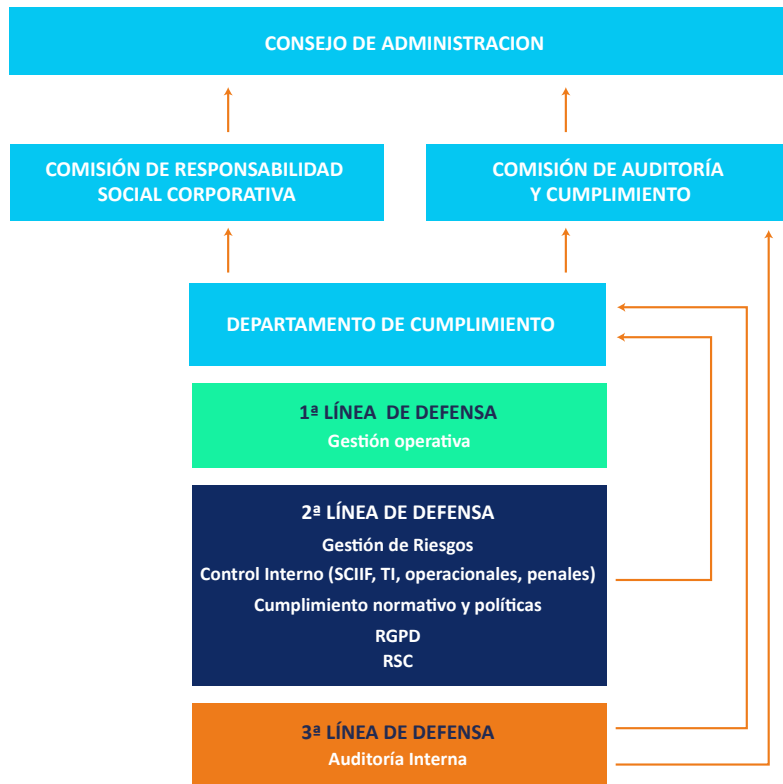 CONSEJO DE ADMINISTRACION
COMISIÓN DE RESPONSABILIDAD
SOCIAL CORPORATIVA
COMISIÓN DE AUDITORÍA
Y CUMPLIMIENTO
DEPARTAMENTO DE CUMPLIMIENTO
1ª LÍNEA DE DEFENSA
Gestión operativa
2ª LÍNEA DE DEFENSA
Gestión de Riesgos
Control Interno (SCIIF, TI, operacionales, penales)
Cumplimiento normativo y políticas
RGPD
RSC
3ª LÍNEA DE DEFENSA
Auditoría Interna